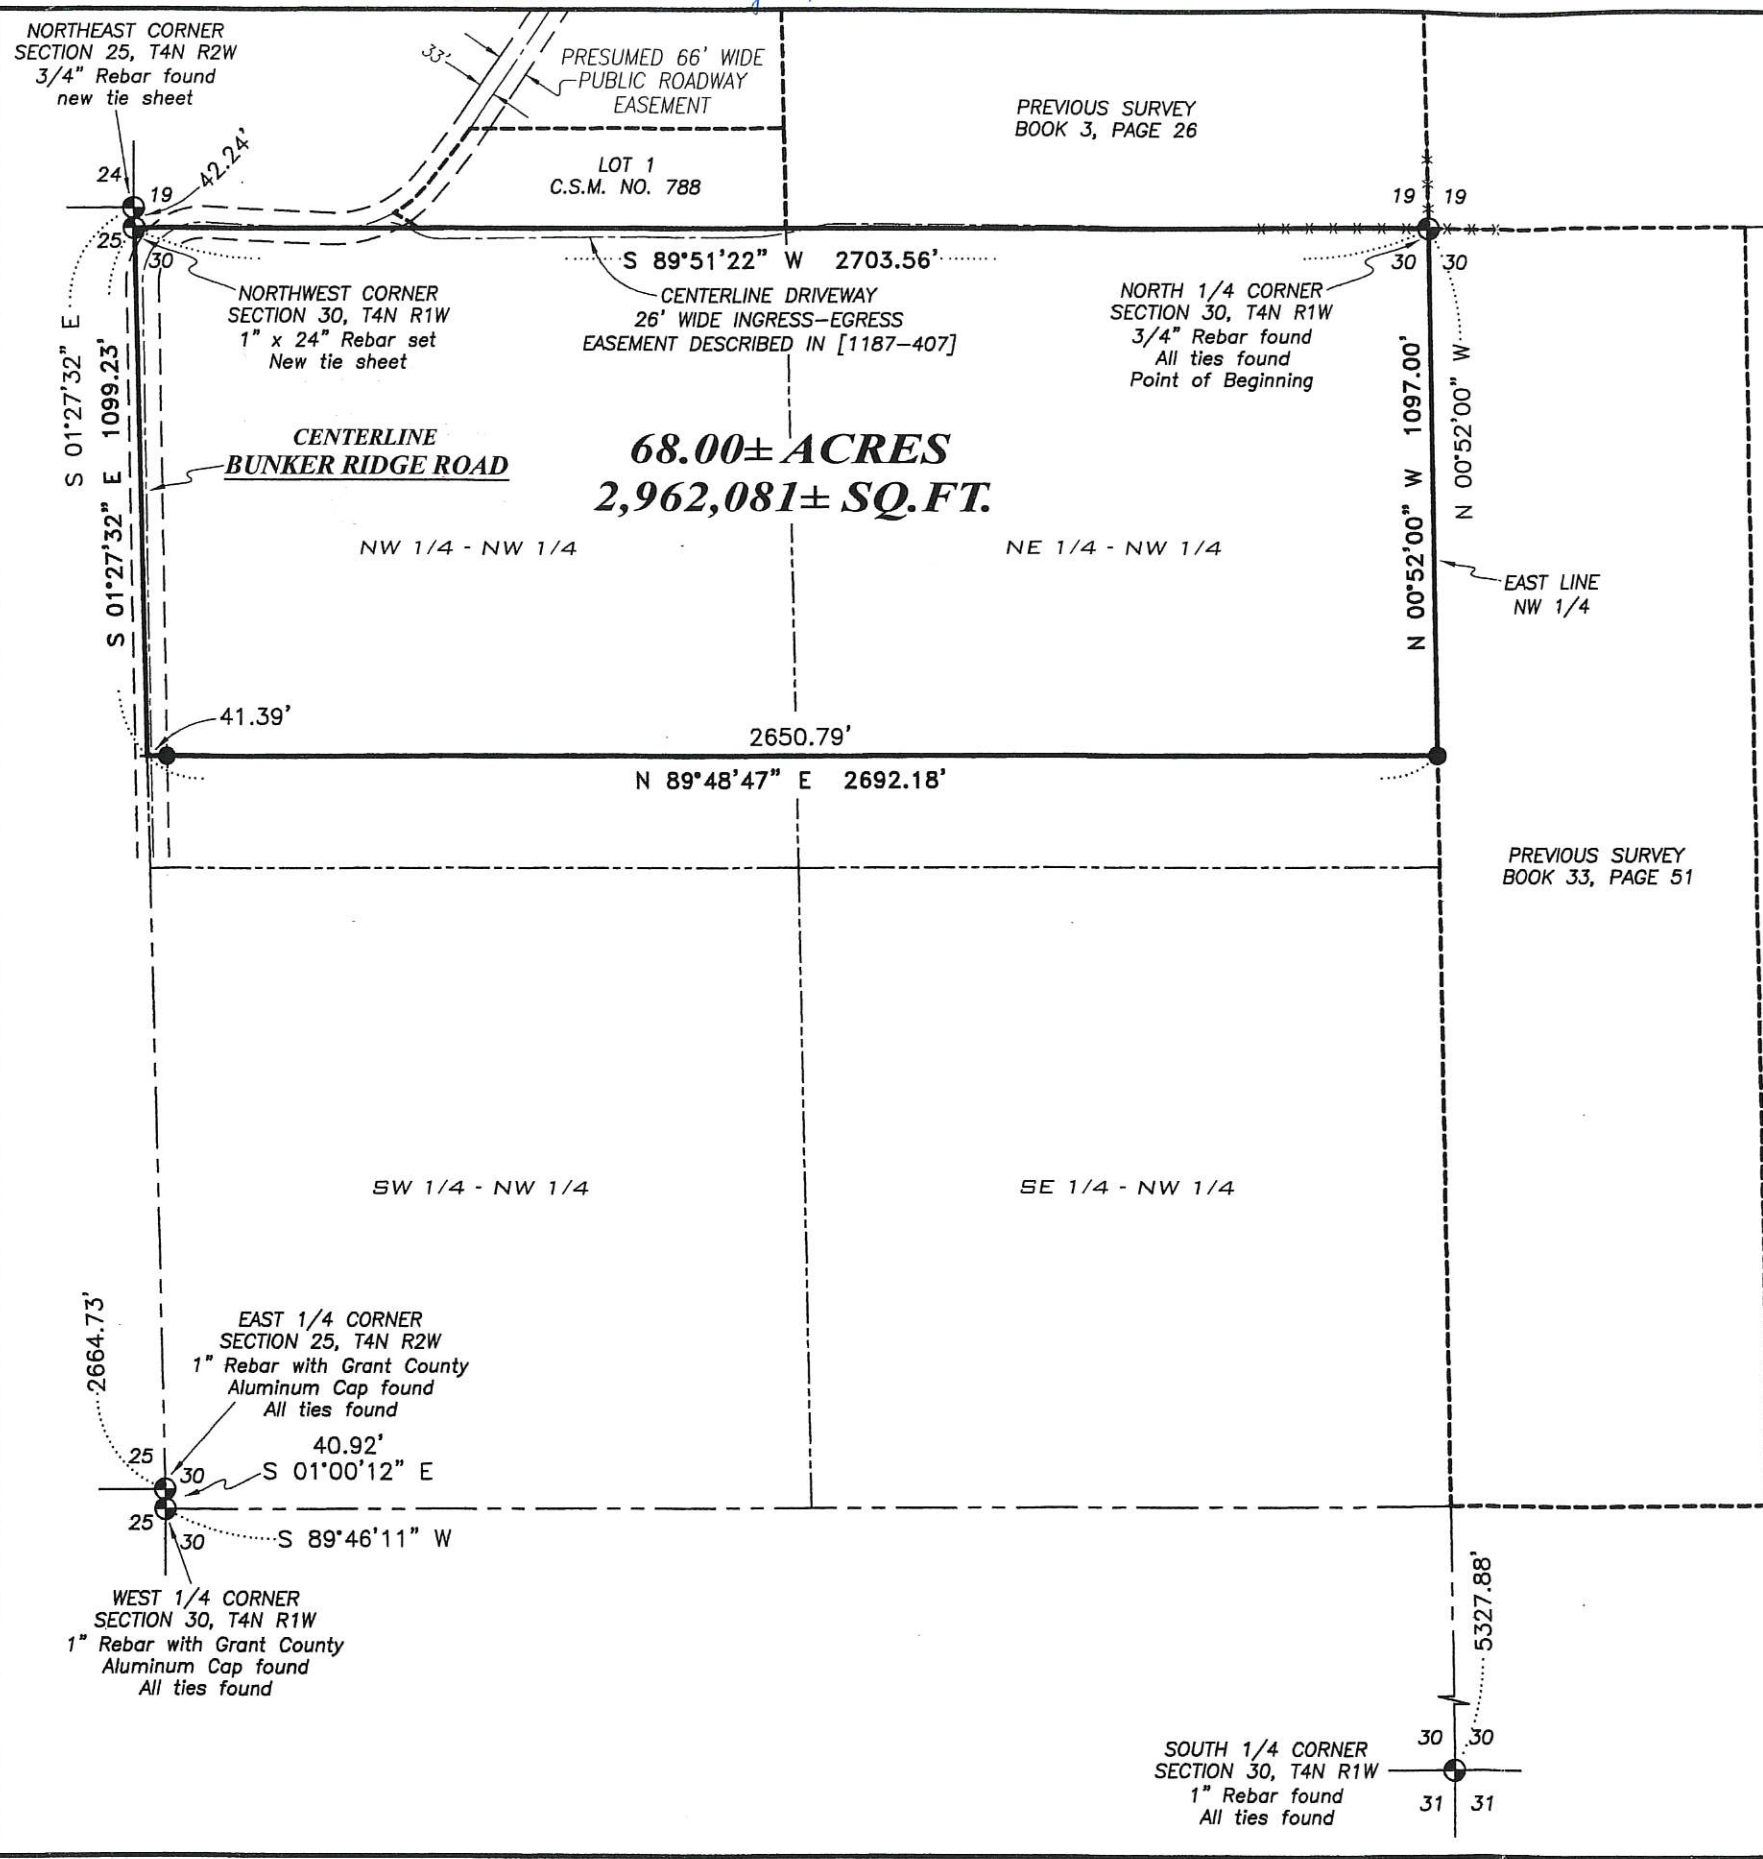 NORTHEAST CORNER
SECTION 25, T4N R2W
3/4" Rebar found
new tie sheet
33'
PRESUMED 66' WIDE
PUBLIC ROADWAY
EASEMENT
PREVIOUS SURVEY
BOOK 3, PAGE 26
LOT 1
C.S.M. NO. 788
24
19
42.24'
25
30
19
19
30
30
S 89°51'22" W 2703.56'
CENTERLINE DRIVEWAY
26' WIDE INGRESS-EGRESS
EASEMENT DESCRIBED IN [1187-407]
NORTHWEST CORNER
SECTION 30, T4N R1W
1" x 24" Rebar set
New tie sheet
NORTH 1/4 CORNER
SECTION 30, T4N R1W
3/4" Rebar found
All ties found
Point of Beginning
S 01°27'32" E
S 01°27'32" E 1099.23'
CENTERLINE
BUNKER RIDGE ROAD
68.00± ACRES
2,962,081± SQ.FT.
N 00°52'00" W 1097.00'
N 00°52'00" W
NW 1/4 - NW 1/4
NE 1/4 - NW 1/4
EAST LINE
NW 1/4
41.39'
2650.79'
N 89°48'47" E 2692.18'
PREVIOUS SURVEY
BOOK 33, PAGE 51
SW 1/4 - NW 1/4
SE 1/4 - NW 1/4
2664.73'
EAST 1/4 CORNER
SECTION 25, T4N R2W
1" Rebar with Grant County
Aluminum Cap found
All ties found
40.92'
S 01°00'12" E
25
30
25
30
S 89°46'11" W
WEST 1/4 CORNER
SECTION 30, T4N R1W
1" Rebar with Grant County
Aluminum Cap found
All ties found
5327.88'
SOUTH 1/4 CORNER
SECTION 30, T4N R1W
1" Rebar found
All ties found
30
30
31
31